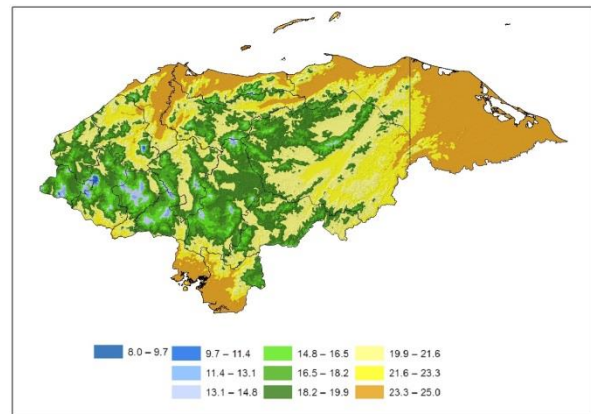 8.0 – 9.7
9.7 – 11.4
11.4 – 13.1
13.1 – 14.8
14.8 – 16.5
16.5 – 18.2
18.2 – 19.9
19.9 – 21.6
21.6 – 23.3
23.3 – 25.0